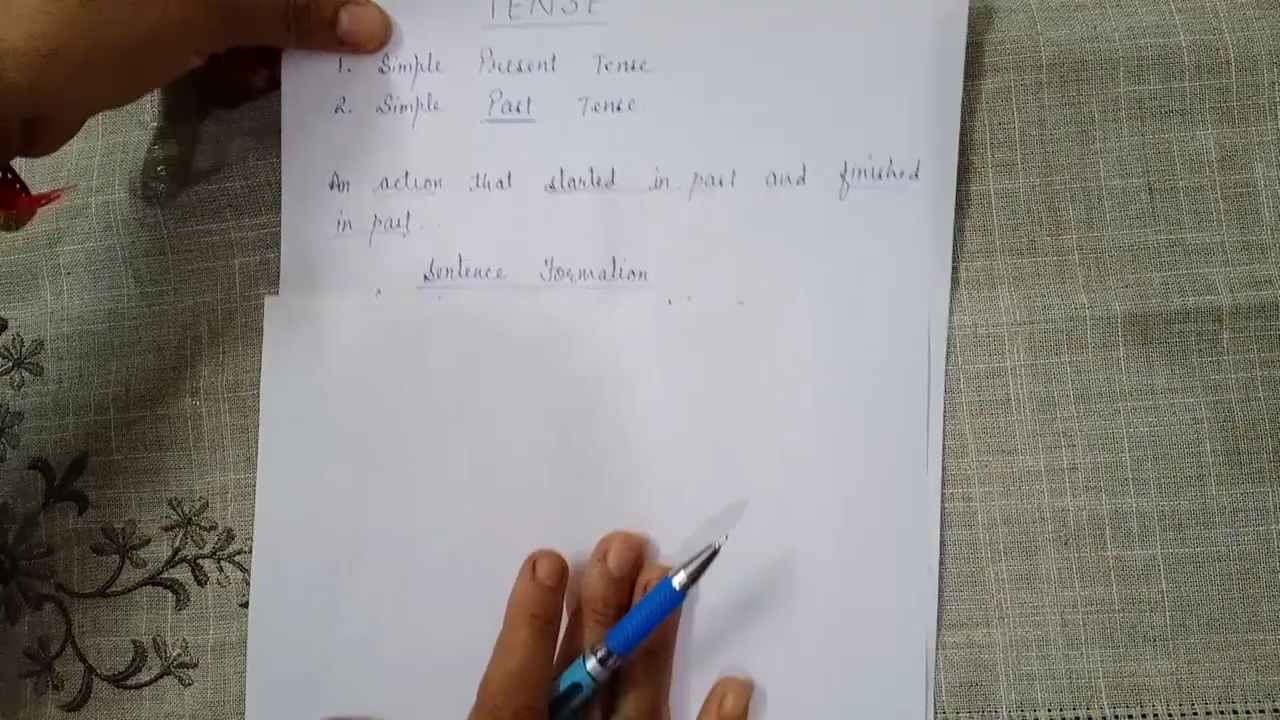 TENSE
1. Simple Present Tense
2. Simple Past Tense.
An action that started in past and finished
in past..
Sentence Formation